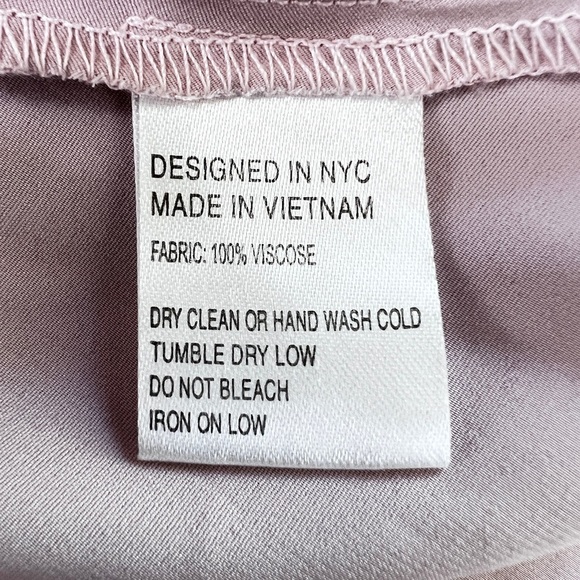 DESIGNED IN NYC
MADE IN VIETNAM
FABRIC: 100% VISCOSE
DRY CLEAN OR HAND WASH COLD
TUMBLE DRY LOW
DO NOT BLEACH
IRON ON LOW